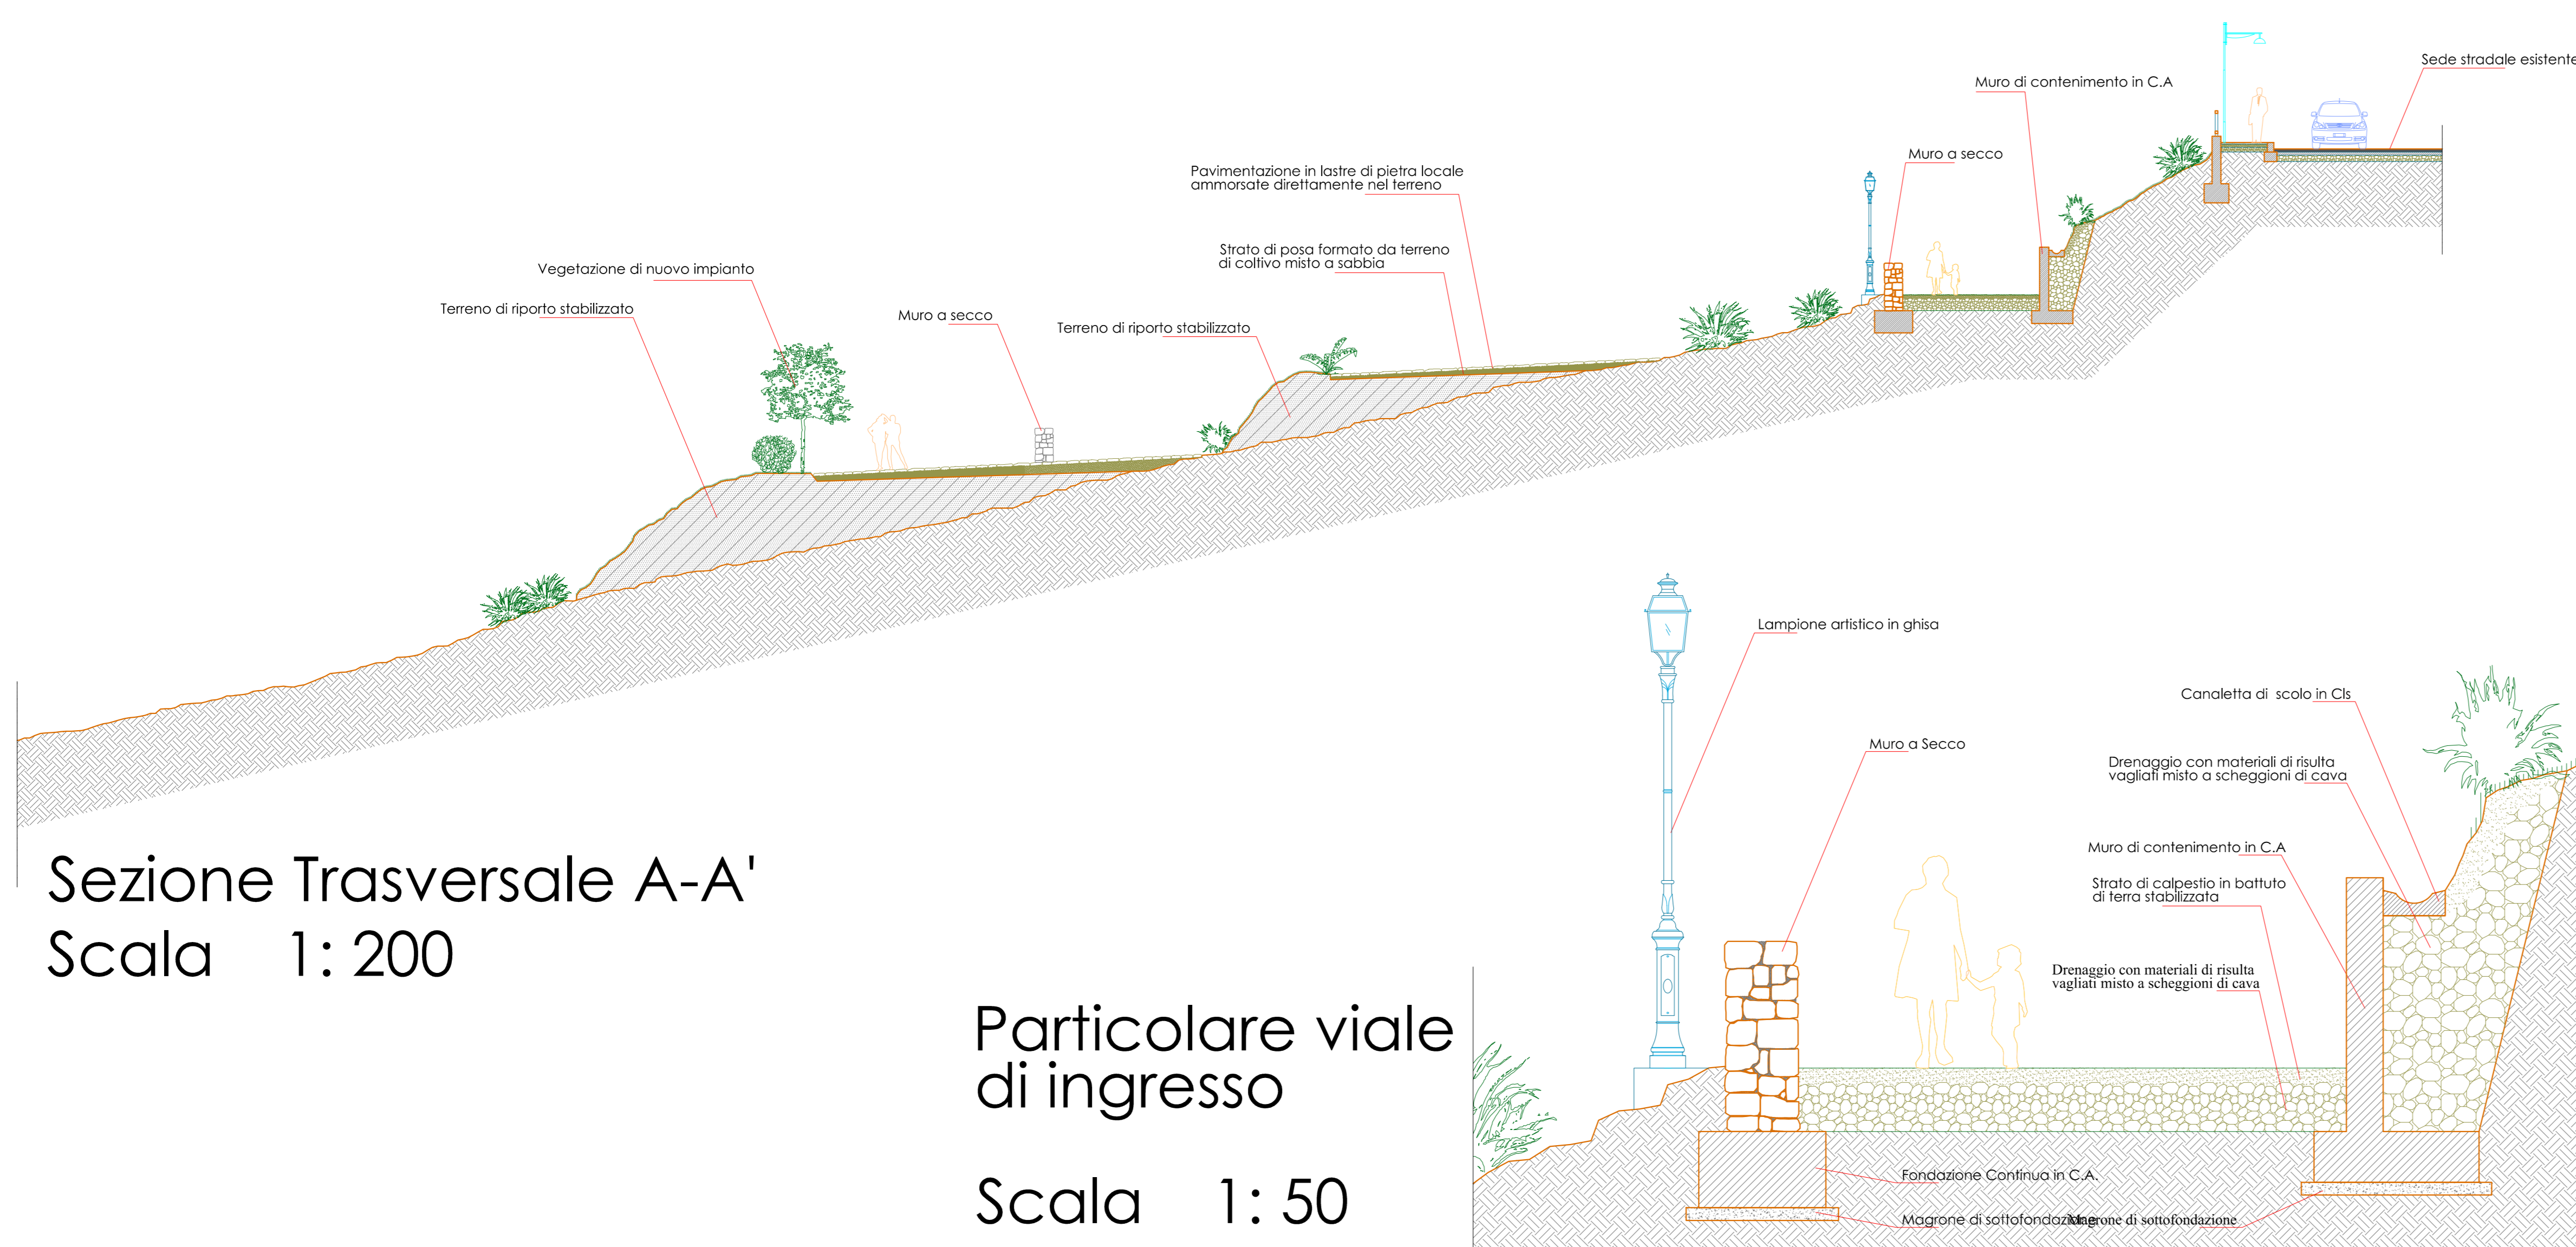 Sede stradale esistente
Muro di contenimento in C.A
Muro a secco
Pavimentazione in lastre di pietra locale
ammorsate direttamente nel terreno
Strato di posa formato da terreno
di coltivo misto a sabbia
Vegetazione di nuovo impianto
Terreno di riporto stabilizzato
Muro a secco
Terreno di riporto stabilizzato
Sezione Trasversale A-A'
Scala 1: 200
Lampione artistico in ghisa
Canaletta di scolo in Cls
Muro a Secco
Drenaggio con materiali di risulta
vagliati misto a scheggioni di cava
Muro di contenimento in C.A
Strato di calpestio in battuto
di terra stabilizzata
Drenaggio con materiali di risulta
vagliati misto a scheggioni di cava
Particolare viale
di ingresso
Scala 1: 50
Fondazione Continua in C.A.
Magrone di sottofondazione
Magrone di sottofondazione